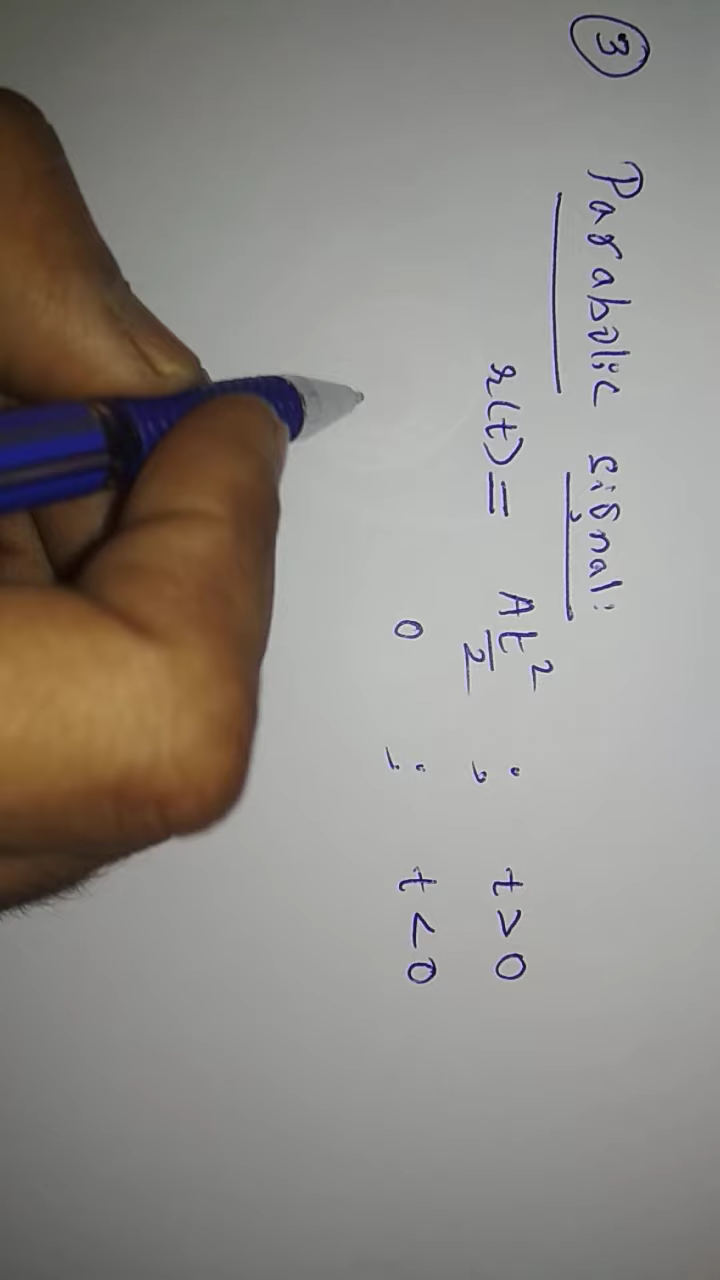 ③ Parabolic signal:
r(t) = At²/2 ; t>0
0 ; t<0